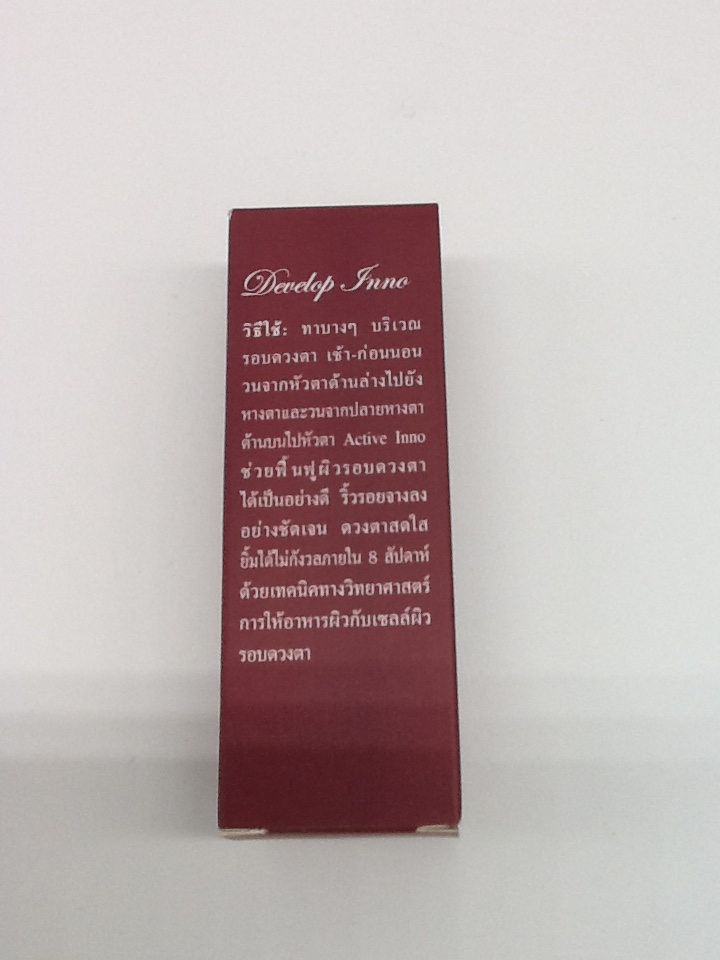 Develop Inno
วิธีใช้: ทาบางๆ บริเวณ
รอบดวงตา เช้า-ก่อนนอน
วนจากหัวตาด้านล่างไปยัง
หางตาและวนจากปลายหางตา
ด้านบนไปหัวตา Active Inno
ช่วยฟื้นฟูผิวรอบดวงตา
ได้เป็นอย่างดี ริ้วรอยจางลง
อย่างชัดเจน ดวงตาสดใส
ยิ้มได้ไม่กังวลภายใน 8 สัปดาห์
ด้วยเทคนิคทางวิทยาศาสตร์
การให้อาหารผิวกับเซลล์ผิว
รอบดวงตา